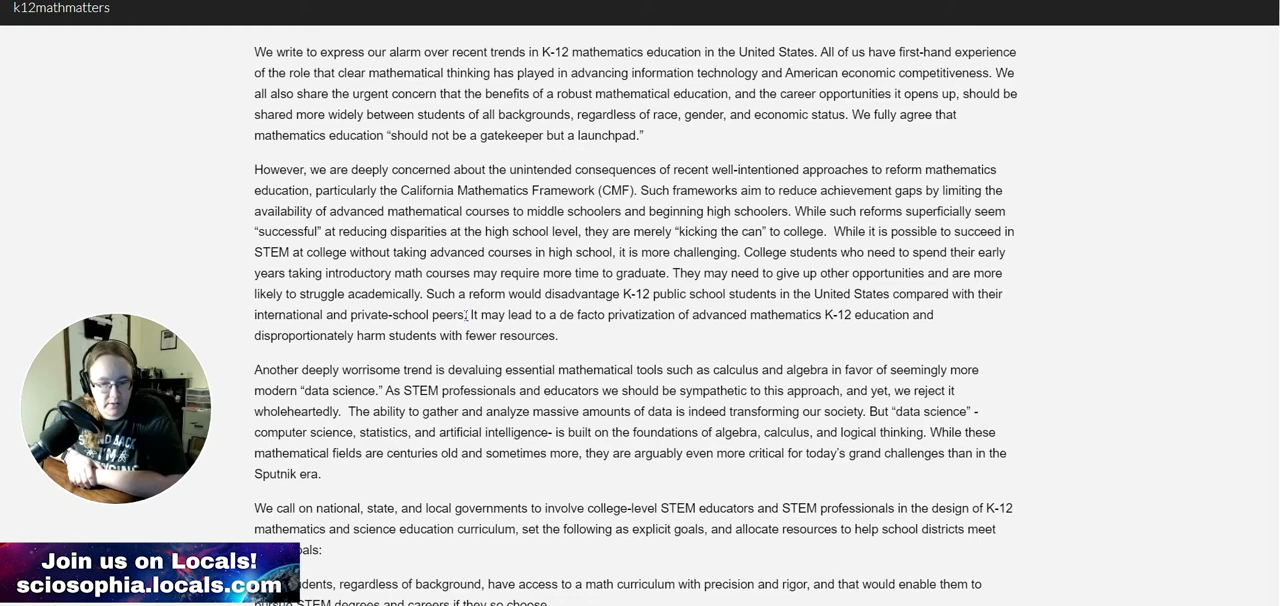 k12mathmatters
We write to express our alarm over recent trends in K-12 mathematics education in the United States. All of us have first-hand experience
of the role that clear mathematical thinking has played in advancing information technology and American economic competitiveness. We
all also share the urgent concern that the benefits of a robust mathematical education, and the career opportunities it opens up, should be
shared more widely between students of all backgrounds, regardless of race, gender, and economic status. We fully agree that
mathematics education “should not be a gatekeeper but a launchpad.”
However, we are deeply concerned about the unintended consequences of recent well-intentioned approaches to reform mathematics
education, particularly the California Mathematics Framework (CMF). Such frameworks aim to reduce achievement gaps by limiting the
availability of advanced mathematical courses to middle schoolers and beginning high schoolers. While such reforms superficially seem
“successful” at reducing disparities at the high school level, they are merely “kicking the can” to college. While it is possible to succeed in
STEM at college without taking advanced courses in high school, it is more challenging. College students who need to spend their early
years taking introductory math courses may require more time to graduate. They may need to give up other opportunities and are more
likely to struggle academically. Such a reform would disadvantage K-12 public school students in the United States compared with their
international and private-school peers. It may lead to a de facto privatization of advanced mathematics K-12 education and
disproportionately harm students with fewer resources.
Another deeply worrisome trend is devaluing essential mathematical tools such as calculus and algebra in favor of seemingly more
modern “data science.” As STEM professionals and educators we should be sympathetic to this approach, and yet, we reject it
wholeheartedly. The ability to gather and analyze massive amounts of data is indeed transforming our society. But “data science” -
computer science, statistics, and artificial intelligence- is built on the foundations of algebra, calculus, and logical thinking. While these
mathematical fields are centuries old and sometimes more, they are arguably even more critical for today’s grand challenges than in the
Sputnik era.
We call on national, state, and local governments to involve college-level STEM educators and STEM professionals in the design of K-12
mathematics and science education curriculum, set the following as explicit goals, and allocate resources to help school districts meet
regardless of background, have access to a math curriculum with precision and rigor, and that would enable them to
pursue STEM degrees and careers if they so choose.
STAND BACK
I'M
Join us on Locals!
sciosophia.locals.com